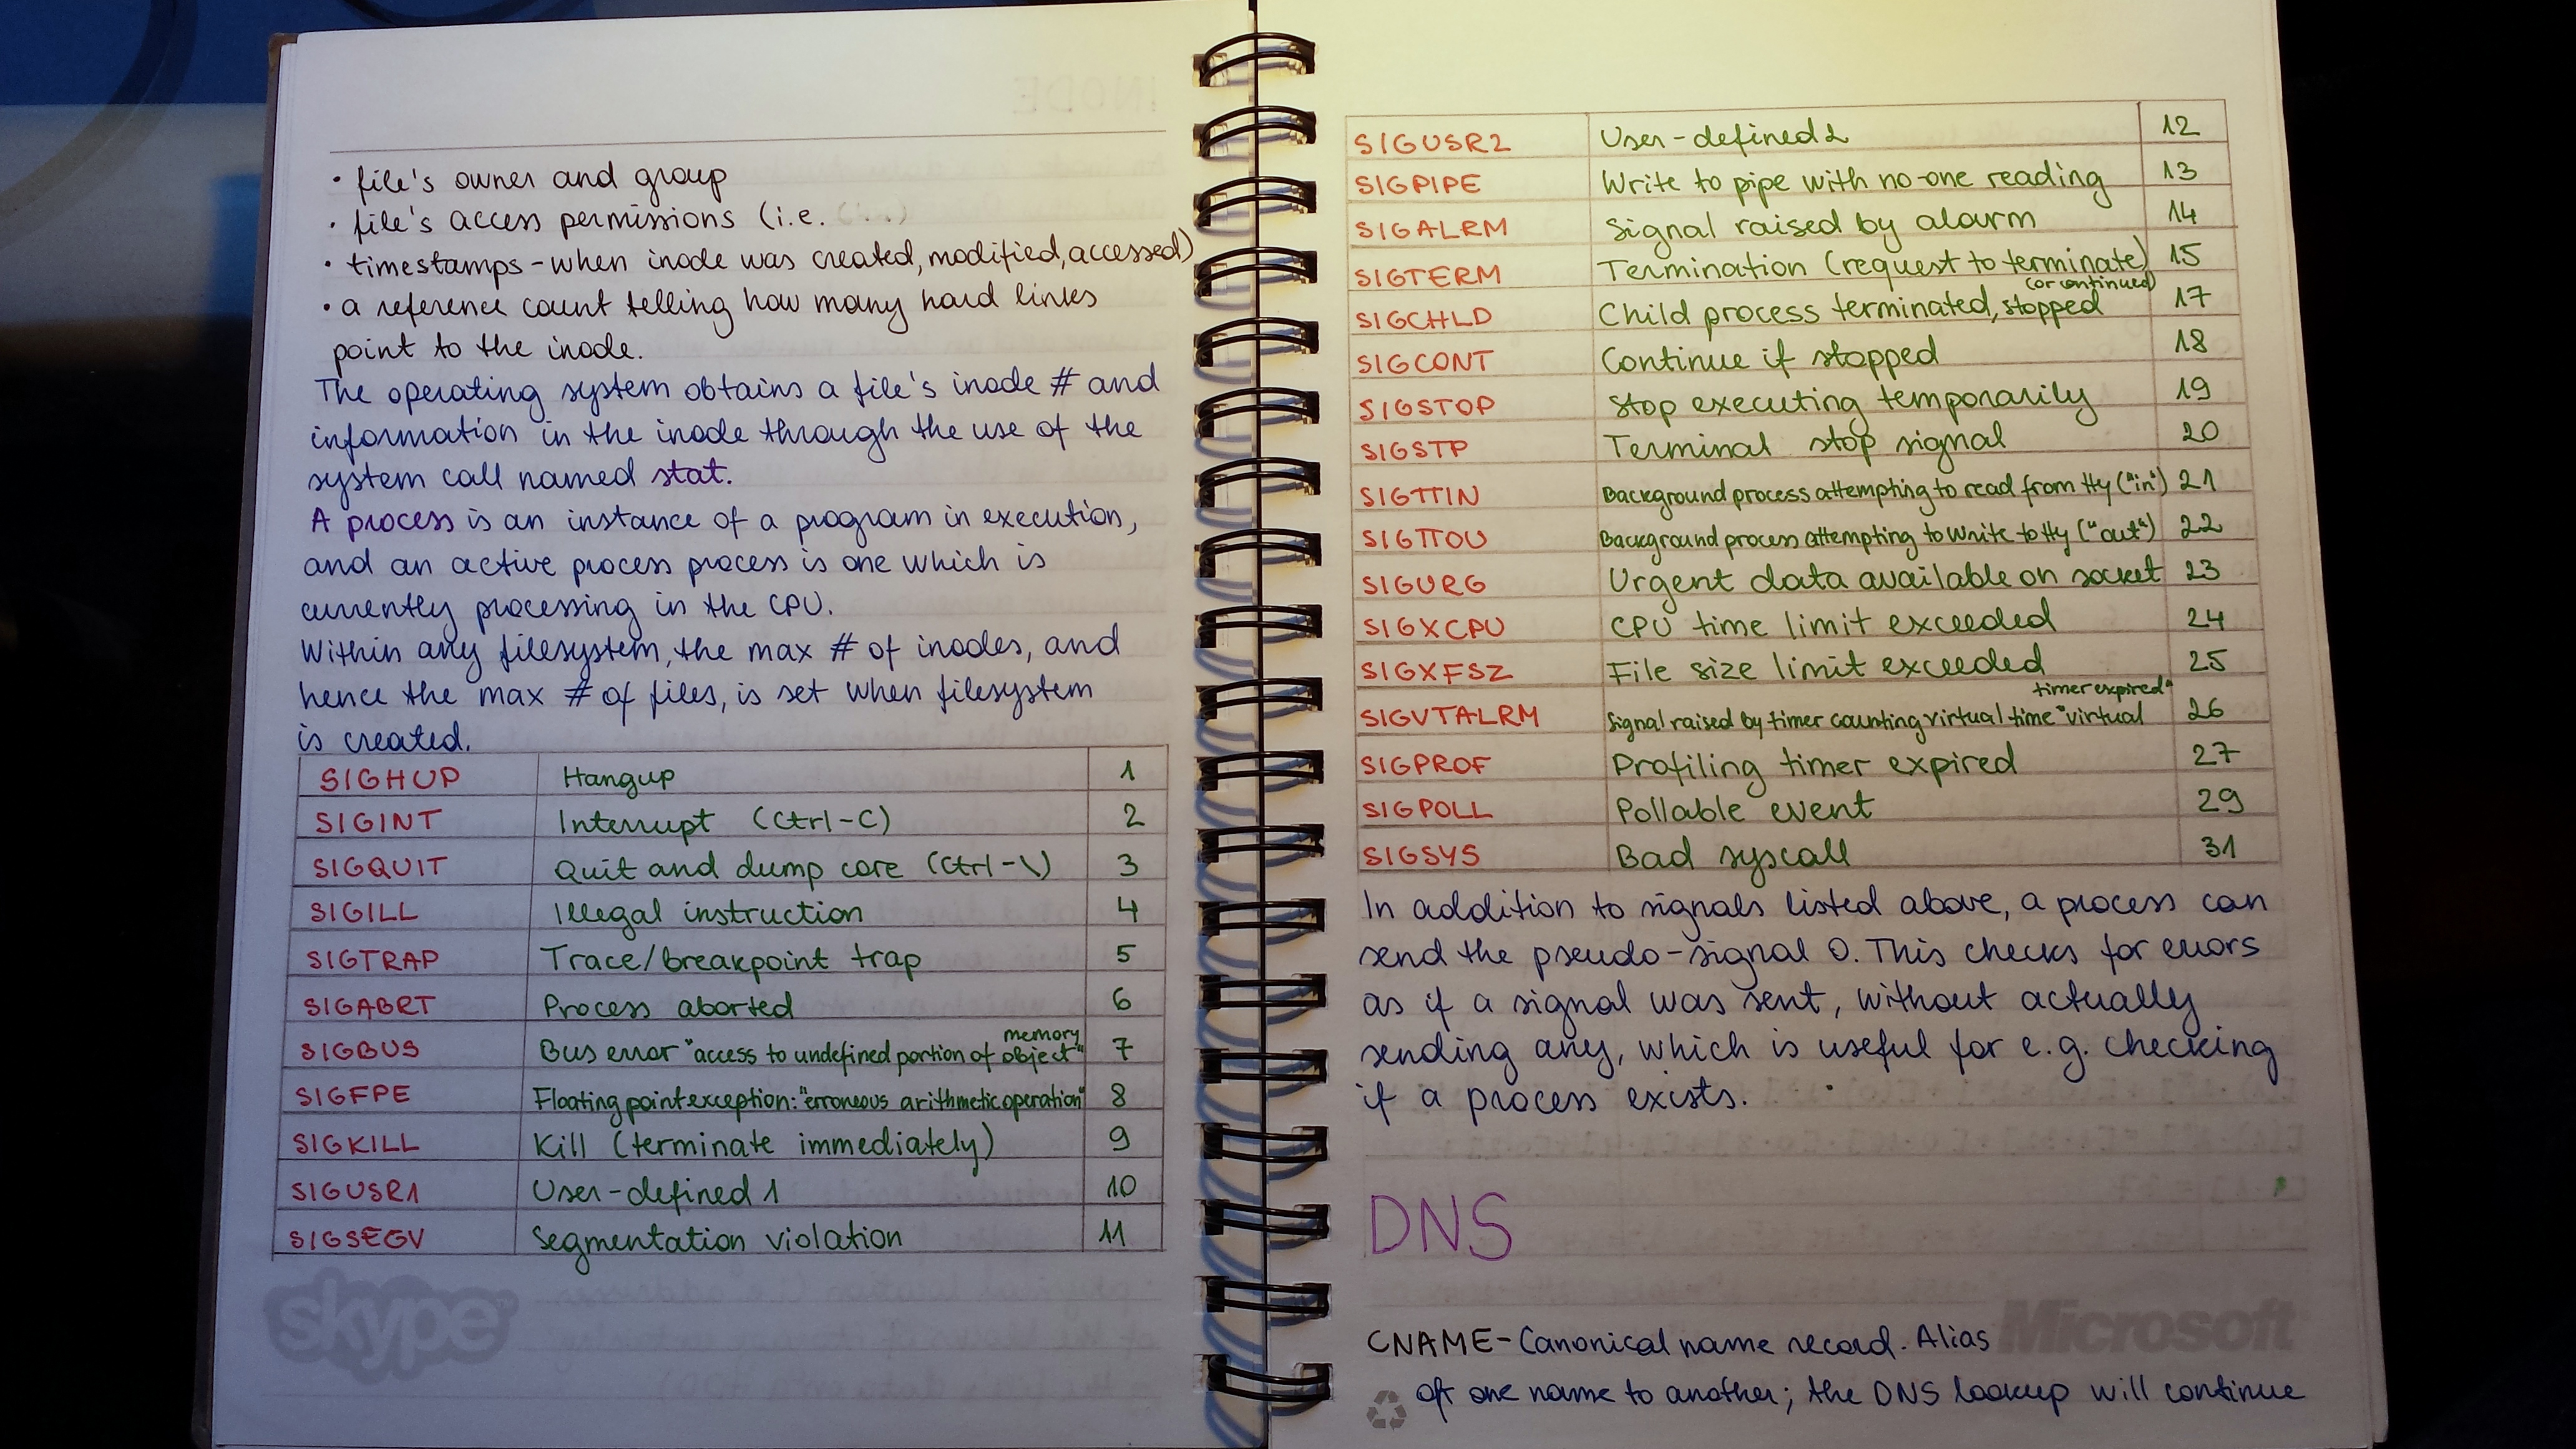 • file's owner and group
• file's access permissions (i.e.
• timestamps - when inode was created, modified, accessed)
• a reference count telling how many hard links
point to the inode.
The operating system obtains a file's inode # and
information in the inode through the use of the
system call named stat.
A process is an instance of a program in execution,
and an active process process is one which is
currently processing in the CPU.
Within any filesystem, the max # of inodes, and
hence the max # of files, is set when filesystem
is created.
SIGHUP Hangup 1
SIGINT Interrupt (Ctrl-C) 2
SIGQUIT Quit and dump core (Ctrl-\) 3
SIGILL Illegal instruction 4
SIGTRAP Trace/breakpoint trap 5
SIGABRT Process aborted 6
SIGBUS Bus error "access to undefined portion of memory object" 7
SIGFPE Floating point exception: "erroneous arithmetic operation" 8
SIGKILL Kill (terminate immediately) 9
SIGUSR1 User-defined 1 10
SIGSEGV Segmentation violation 11
skype
SIGUSR2 User-defined 2 12
SIGPIPE Write to pipe with no-one reading 13
SIGALRM Signal raised by alarm 14
SIGTERM Termination (request to terminate) 15
SIGCHLD Child process terminated, stopped (or continued) 17
SIGCONT Continue if stopped 18
SIGSTOP Stop executing temporarily 19
SIGSTP Terminal stop signal 20
SIGTTIN Background process attempting to read from tty ("in") 21
SIGTTOU Background process attempting to write to tty ("out") 22
SIGURG Urgent data available on socket 23
SIGXCPU CPU time limit exceeded 24
SIGXFSZ File size limit exceeded 25
SIGVTALRM Signal raised by timer counting virtual time "virtual timer expired" 26
SIGPROF Profiling timer expired 27
SIGPOLL Pollable event 29
SIGSYS Bad syscall 31
In addition to signals listed above, a process can
send the pseudo-signal 0. This checks for errors
as if a signal was sent, without actually
sending any, which is useful for e.g. checking
if a process exists.
DNS
Microsoft
CNAME - Canonical name record. Alias
of one name to another; the DNS lookup will continue